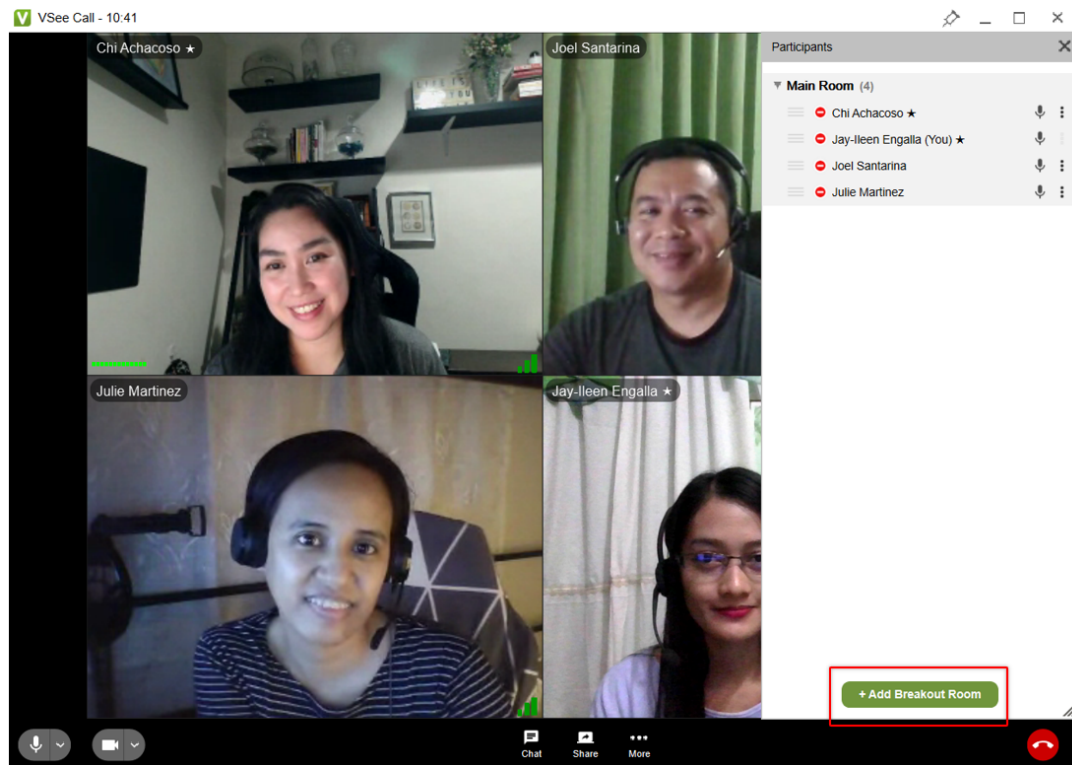 VSee Call - 10:41
Chi Achacoso ★
Joel Santarina
Julie Martinez
Jay-Ileen Engalla ★
Participants
Main Room (4)
Chi Achacoso ★
Jay-Ileen Engalla (You) ★
Joel Santarina
Julie Martinez
+ Add Breakout Room
Chat
Share
More